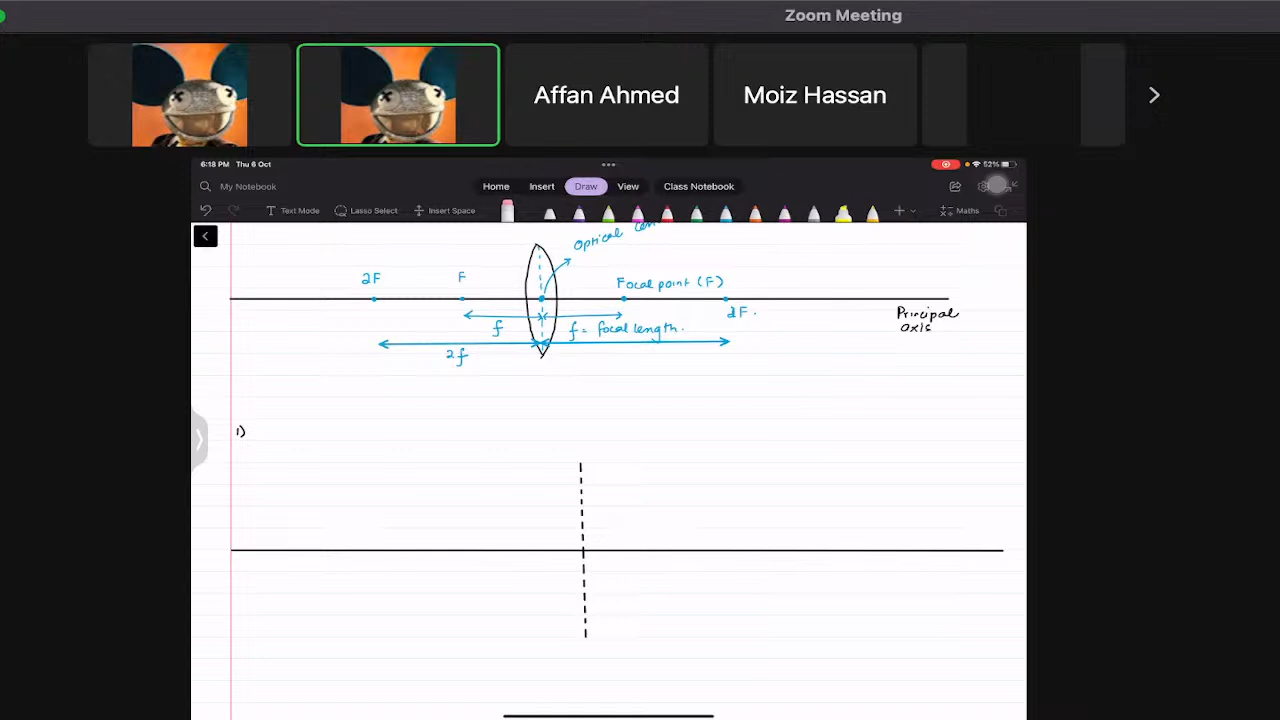 Zoom Meeting
Affan Ahmed
Moiz Hassan
6:18 PM Thu 6 Oct
52%
My Notebook
Home Insert Draw View Class Notebook
Text Mode Lasso Select Insert Space Maths
Optical
2F F Focal point (F)
2F.
Principal
axis
f f = focal length.
2f
1)